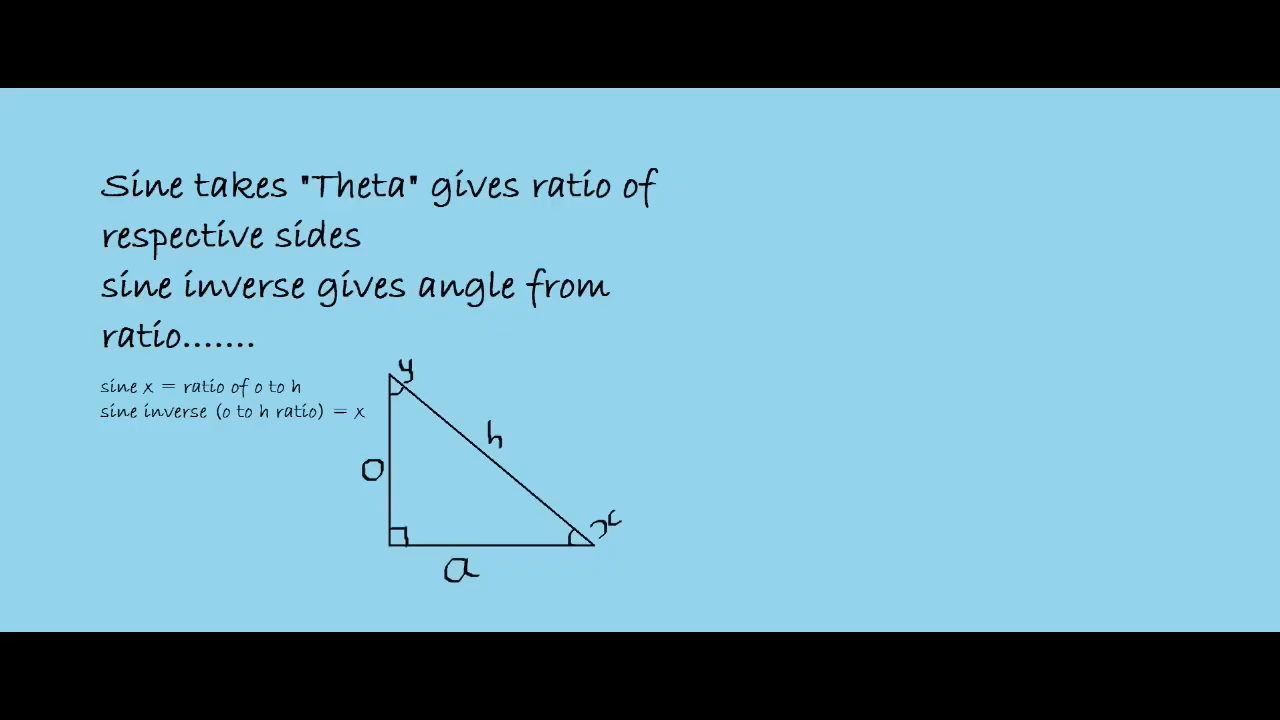 Sine takes "Theta" gives ratio of
respective sides
sine inverse gives angle from
ratio.......
sine x = ratio of o to h
sine inverse (o to h ratio) = x
y
h
o
x
a